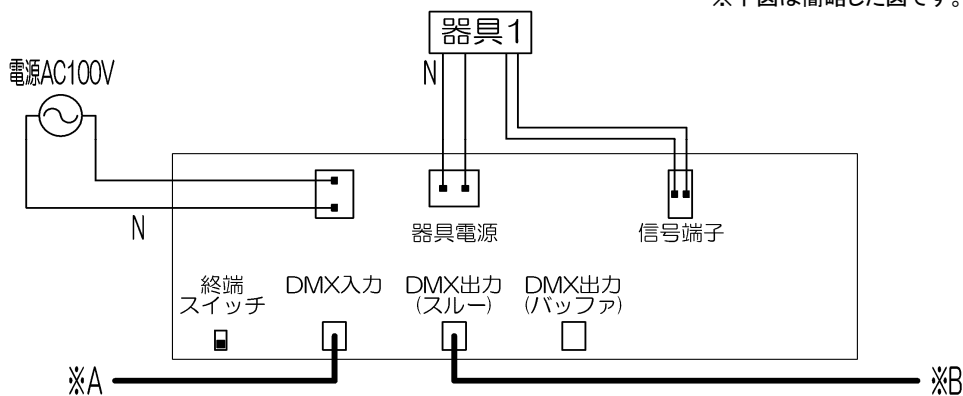 ※下図は簡略した図です。
器具1
電源AC100V
N
N
器具電源
信号端子
終端
スイッチ
DMX入力
DMX出力
(スルー)
DMX出力
(バッファ)
※A
※B